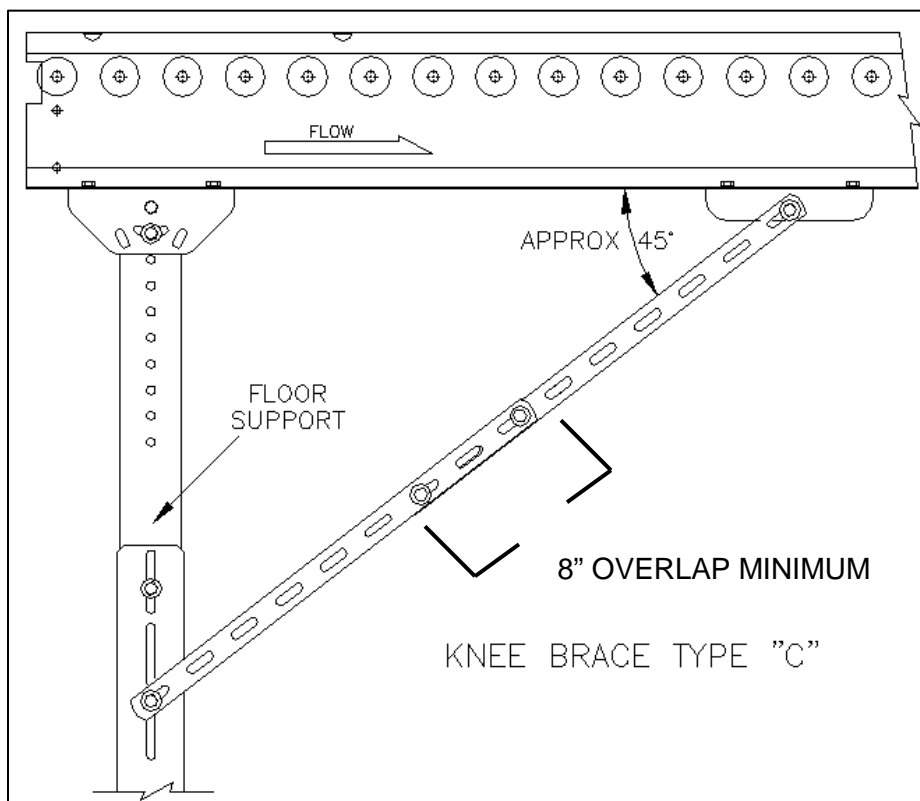 FLOW
APPROX 45°
FLOOR
SUPPORT
8” OVERLAP MINIMUM
KNEE BRACE TYPE ”C”